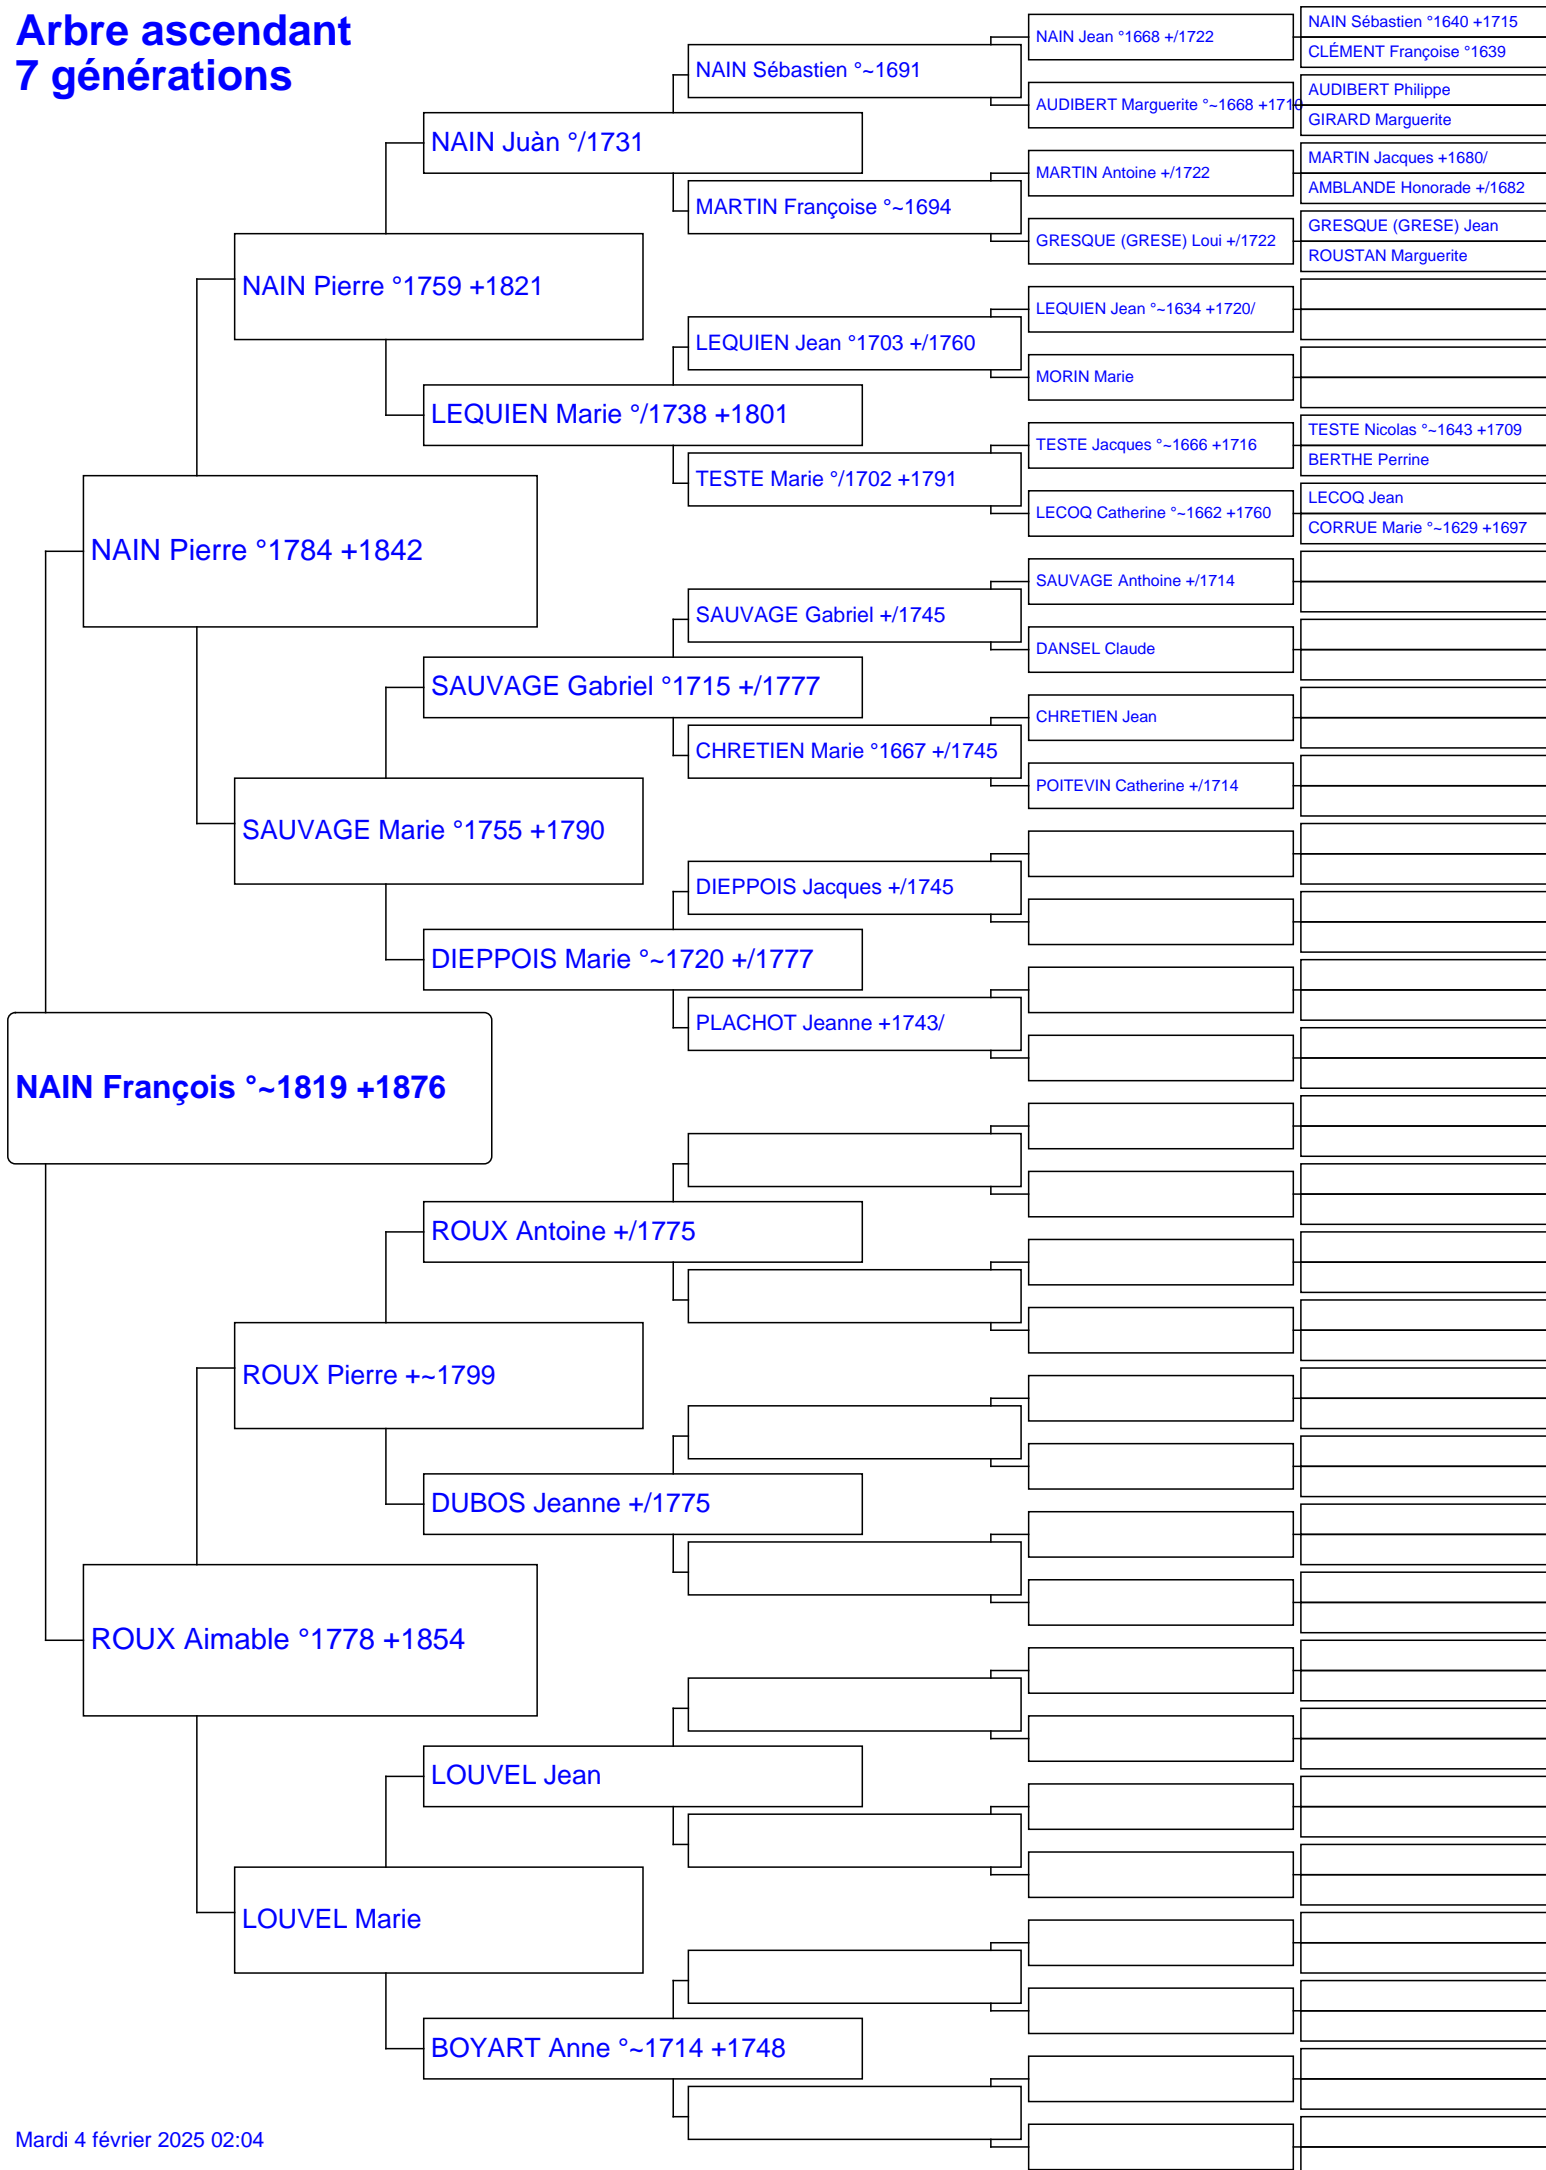 Arbre ascendant
7 générations
NAIN Jean °1668 +/1722
NAIN Sébastien °1640 +1715
CLÉMENT Françoise °1639
NAIN Sébastien °~1691
AUDIBERT Marguerite °~1668 +1710
AUDIBERT Philippe
GIRARD Marguerite
NAIN Juàn °/1731
MARTIN Antoine +/1722
MARTIN Jacques +1680/
AMBLANDE Honorade +/1682
MARTIN Françoise °~1694
GRESQUE (GRESE) Loui +/1722
GRESQUE (GRESE) Jean
ROUSTAN Marguerite
NAIN Pierre °1759 +1821
LEQUIEN Jean °~1634 +1720/
LEQUIEN Jean °1703 +/1760
MORIN Marie
LEQUIEN Marie °/1738 +1801
TESTE Jacques °~1666 +1716
TESTE Nicolas °~1643 +1709
BERTHE Perrine
TESTE Marie °/1702 +1791
LECOQ Catherine °~1662 +1760
LECOQ Jean
CORRUE Marie °~1629 +1697
NAIN Pierre °1784 +1842
SAUVAGE Anthoine +/1714
SAUVAGE Gabriel +/1745
DANSEL Claude
SAUVAGE Gabriel °1715 +/1777
CHRETIEN Jean
CHRETIEN Marie °1667 +/1745
POITEVIN Catherine +/1714
SAUVAGE Marie °1755 +1790
DIEPPOIS Jacques +/1745
DIEPPOIS Marie °~1720 +/1777
PLACHOT Jeanne +1743/
NAIN François °~1819 +1876
ROUX Antoine +/1775
ROUX Pierre +~1799
DUBOS Jeanne +/1775
ROUX Aimable °1778 +1854
LOUVEL Jean
LOUVEL Marie
BOYART Anne °~1714 +1748
Mardi 4 février 2025 02:04